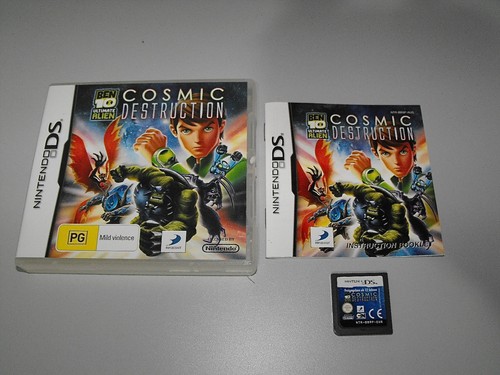 NINTENDO DS
BEN
10
ULTIMATE
ALIEN
COSMIC
DESTRUCTION
PG
Mild violence
Nintendo
NINTENDO DS
BEN
10
ULTIMATE
ALIEN
COSMIC
DESTRUCTION
INSTRUCTION BOOKLET
NINTENDO DS
COSMIC
DESTRUCTION
CE